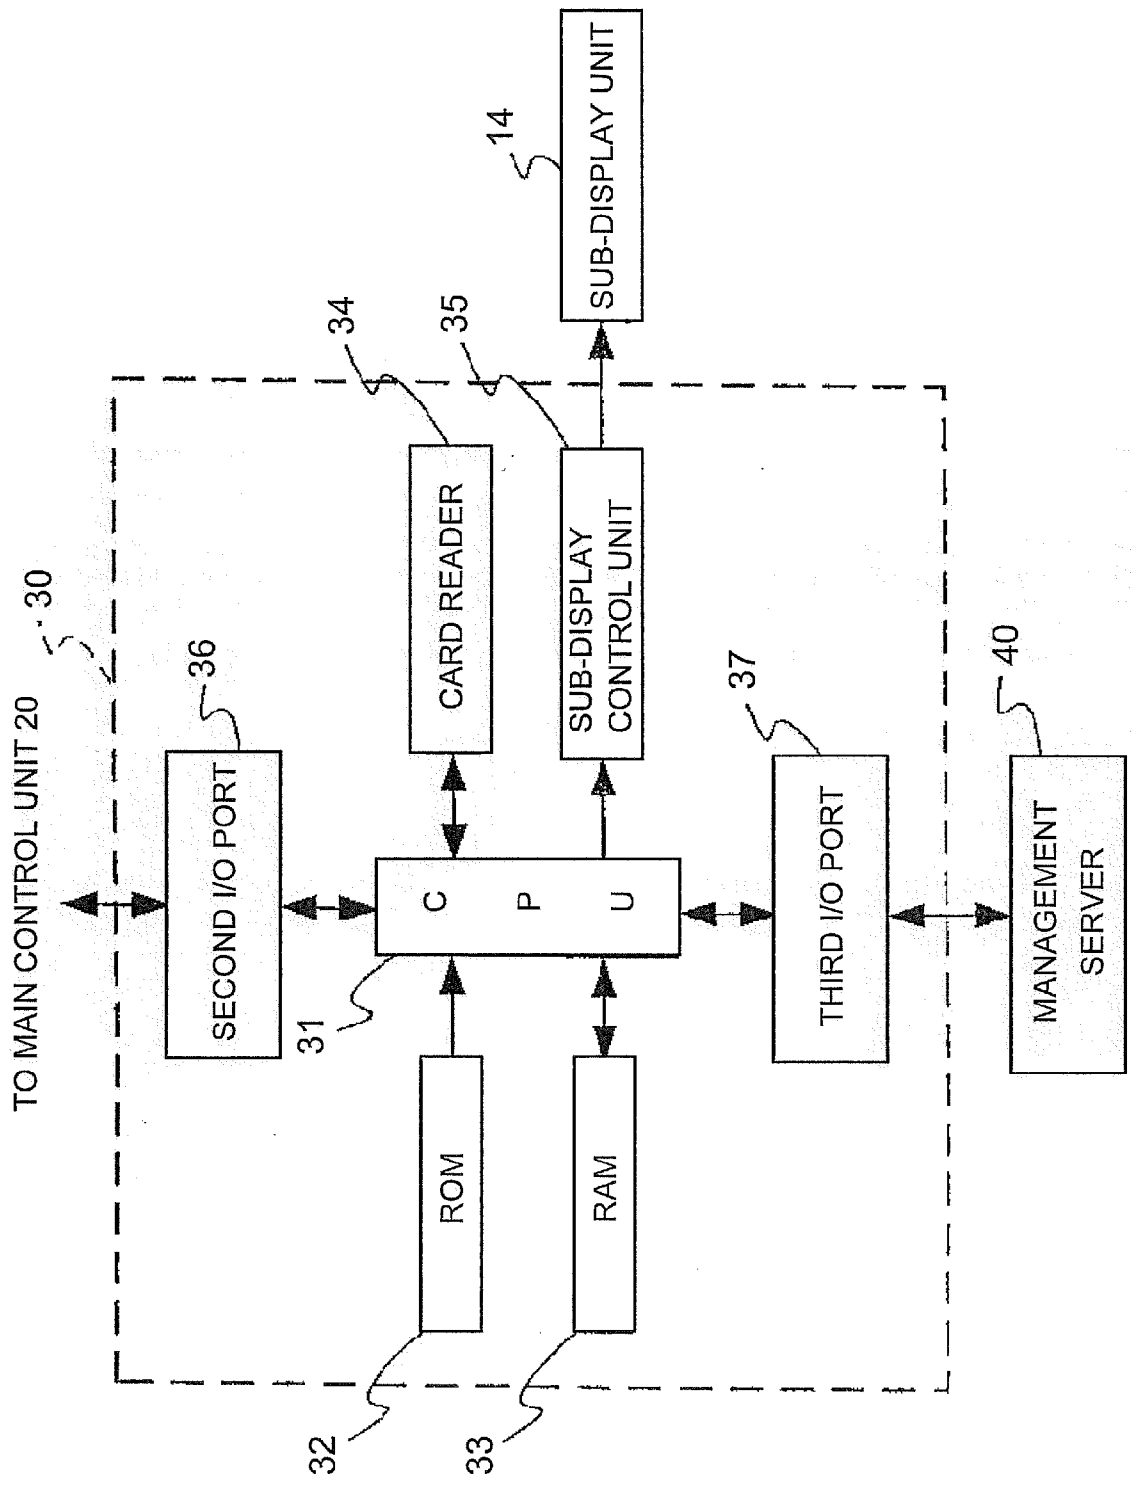 TO MAIN CONTROL UNIT 20
30
36
SECOND I/O PORT
32
ROM
31
C
P
U
CARD READER
34
33
RAM
SUB-DISPLAY
CONTROL UNIT
35
SUB-DISPLAY UNIT
14
THIRD I/O PORT
37
MANAGEMENT
SERVER
40